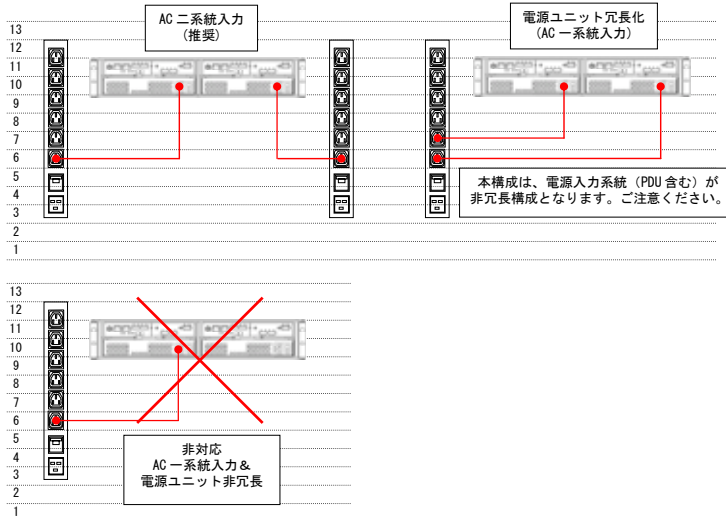 13
12
11
10
9
8
7
6
5
4
3
2
1
AC 二系統入力
(推奨)
電源ユニット冗長化
(AC 一系統入力)
本構成は、電源入力系統（PDU 含む）が
非冗長構成となります。ご注意ください。
13
12
11
10
9
8
7
6
5
4
3
2
1
非対応
AC 一系統入力＆
電源ユニット非冗長